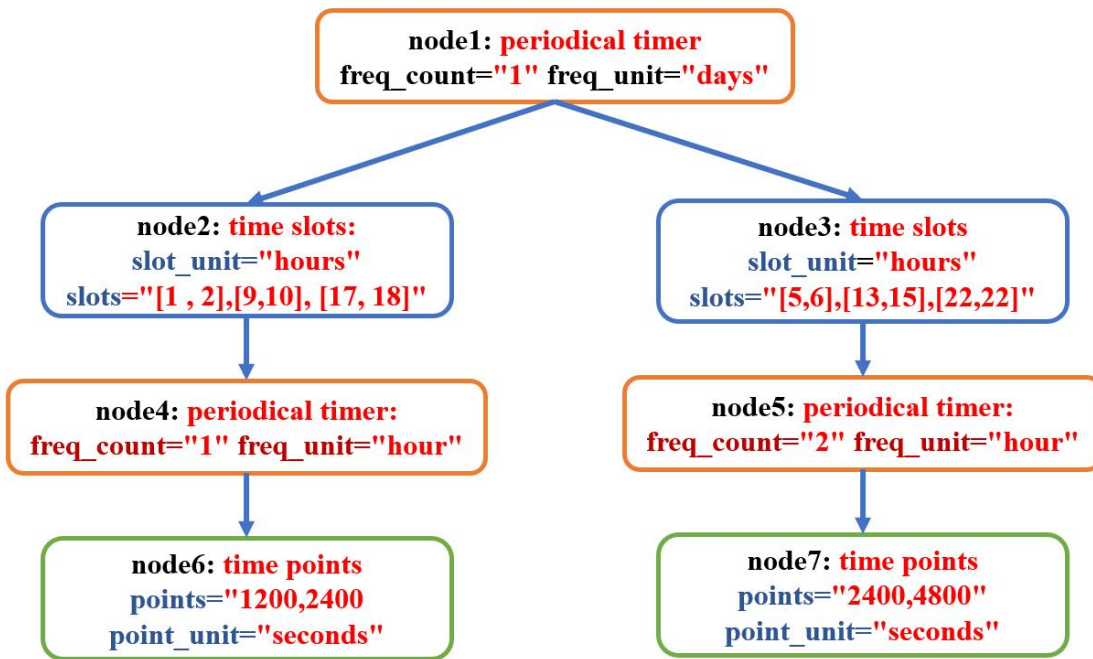 node1: periodical timer
freq_count="1" freq_unit="days"
node2: time slots:
slot_unit="hours"
slots="[1 , 2],[9,10], [17, 18]"
node3: time slots
slot_unit="hours"
slots="[5,6],[13,15],[22,22]"
node4: periodical timer:
freq_count="1" freq_unit="hour"
node5: periodical timer:
freq_count="2" freq_unit="hour"
node6: time points
points="1200,2400
point_unit="seconds"
node7: time points
points="2400,4800"
point_unit="seconds"